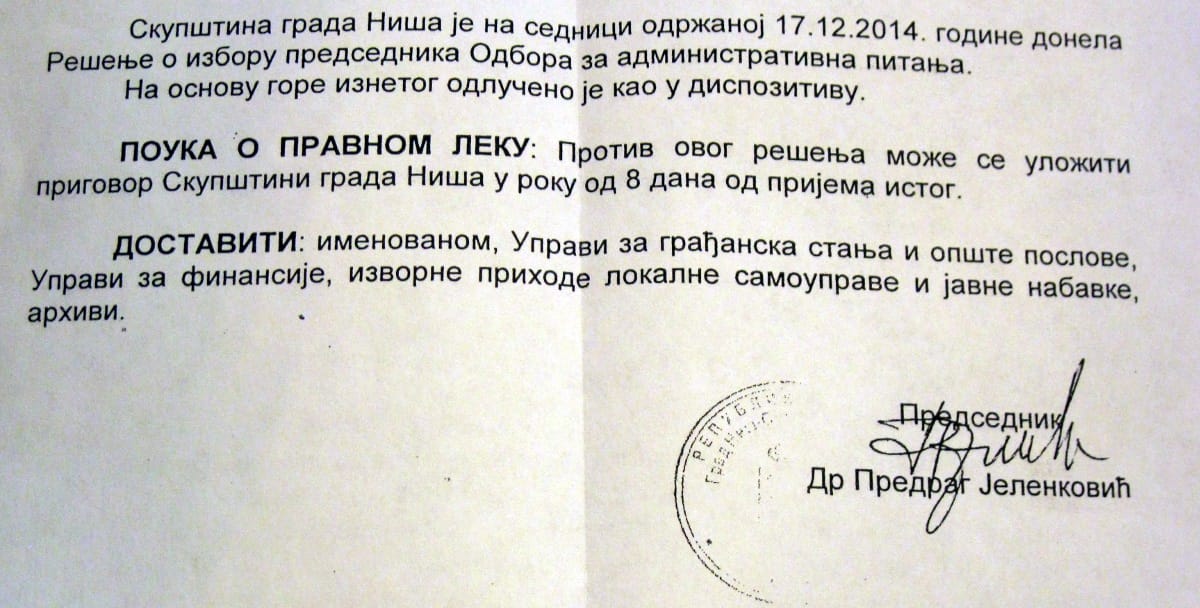 Скупштина града Ниша је на седници одржаној 17.12.2014. године донела
Решење о избору председника Одбора за административна питања.
На основу горе изнетог одлучено је као у диспозитиву.
ПОУКА О ПРАВНОМ ЛЕКУ: Против овог решења може се уложити
приговор Скупштини града Ниша у року од 8 дана од пријема истог.
ДОСТАВИТИ: именованом, Управи за грађанска стања и опште послове,
Управи за финансије, изворне приходе локалне самоуправе и јавне набавке,
архиви.
Председник
Др Предраг Јеленковић